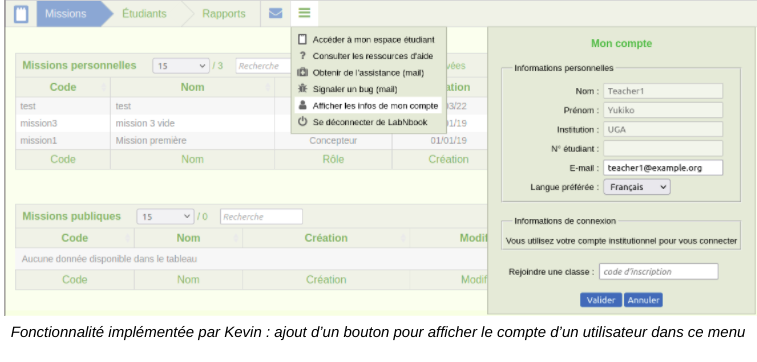 Missions Étudiants Rapports
Accéder à mon espace étudiant
? Consulter les ressources d'aide
Obtenir de l'assistance (mail)
Signaler un bug (mail)
Afficher les infos de mon compte
Se déconnecter de LabNbook
Missions personnelles 15 / 3 Recherche
Code Nom
test test 03/22
mission3 mission 3 vide 01/19
mission1 Mission première Concepteur 01/01/19
Code Nom Rôle Création
Missions publiques 15 / 0 Recherche
Code Nom Création Modif
Aucune donnée disponible dans le tableau
Code Nom Création Modif
Mon compte
Informations personnelles
Nom : Teacher1
Prénom : Yukiko
Institution : UGA
N° étudiant :
E-mail : teacher1@example.org
Langue préférée : Français
Informations de connexion
Vous utilisez votre compte institutionnel pour vous connecter
Rejoindre une classe : code d'inscription
Valider Annuler
Fonctionnalité implémentée par Kevin : ajout d'un bouton pour afficher le compte d'un utilisateur dans ce menu